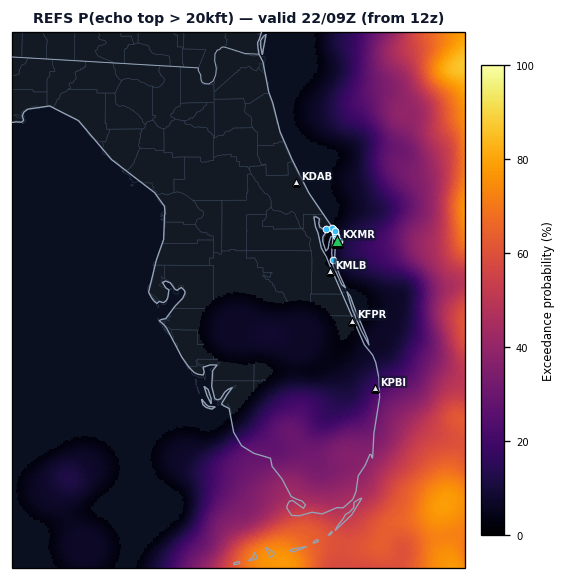 REFS P(echo top > 20kft) — valid 22/09Z (from 12z)
KDAB
KXMR
KMLB
KFPR
KPBI
100
80
60
40
20
0
Exceedance probability (%)